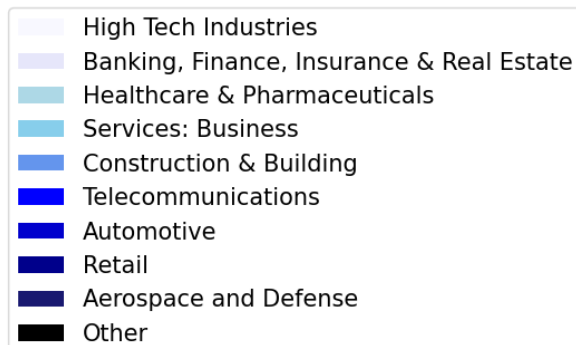 High Tech Industries
Banking, Finance, Insurance & Real Estate
Healthcare & Pharmaceuticals
Services: Business
Construction & Building
Telecommunications
Automotive
Retail
Aerospace and Defense
Other